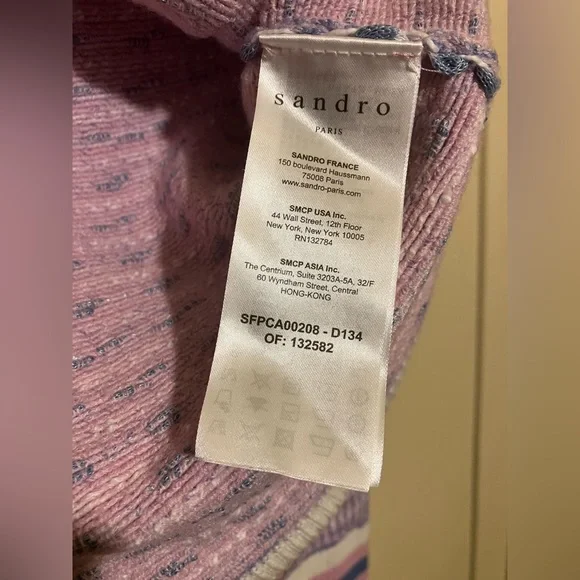 sandro
PARIS
SANDRO FRANCE
150 boulevard Haussmann
75008 Paris
www.sandro-paris.com
SMCP USA Inc.
44 Wall Street, 12th Floor
New York, New York 10005
RN132784
SMCP ASIA Inc.
The Centrium, Suite 3203A-5A, 32/F
60 Wyndham Street, Central
HONG-KONG
SFPCA00208 - D134
OF: 132582